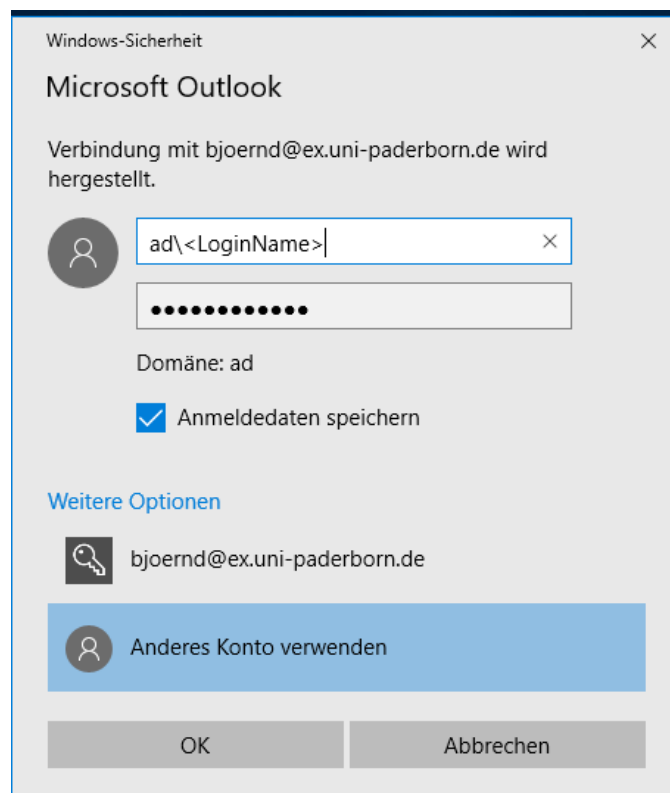 Windows-Sicherheit
Microsoft Outlook
Verbindung mit bjoernd@ex.uni-paderborn.de wird
hergestellt.
ad\<LoginName>
●●●●●●●●●●●●
Domäne: ad
Anmeldedaten speichern
Weitere Optionen
bjoernd@ex.uni-paderborn.de
Anderes Konto verwenden
OK
Abbrechen